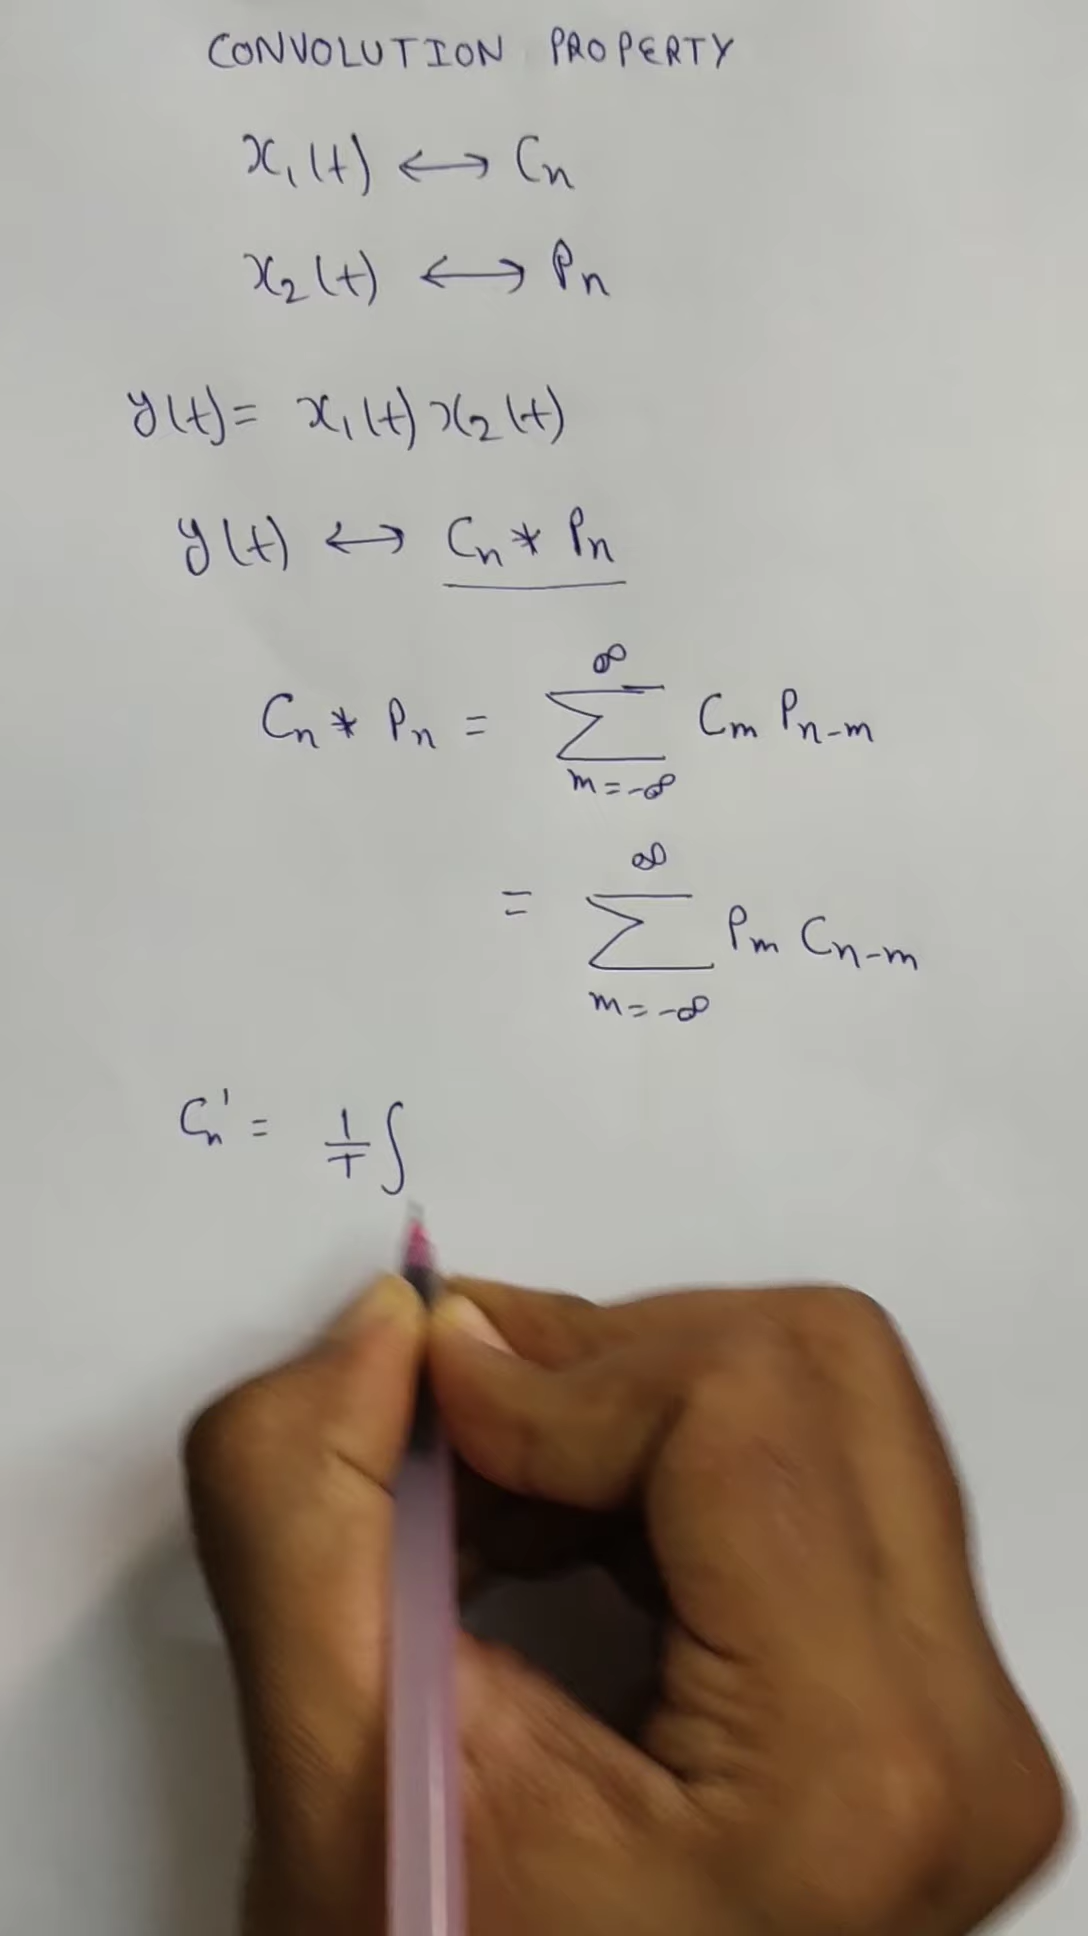 CONVOLUTION PROPERTY
x₁(t) ⟷ Cn
x₂(t) ⟷ Pn
y(t) = x₁(t) x₂(t)
y(t) ⟷ Cn * Pn
Cn * Pn = ∑_{m=-∞}^{∞} Cm Pn-m
= ∑_{m=-∞}^{∞} Pm Cn-m
Cn' = 1/T ∫